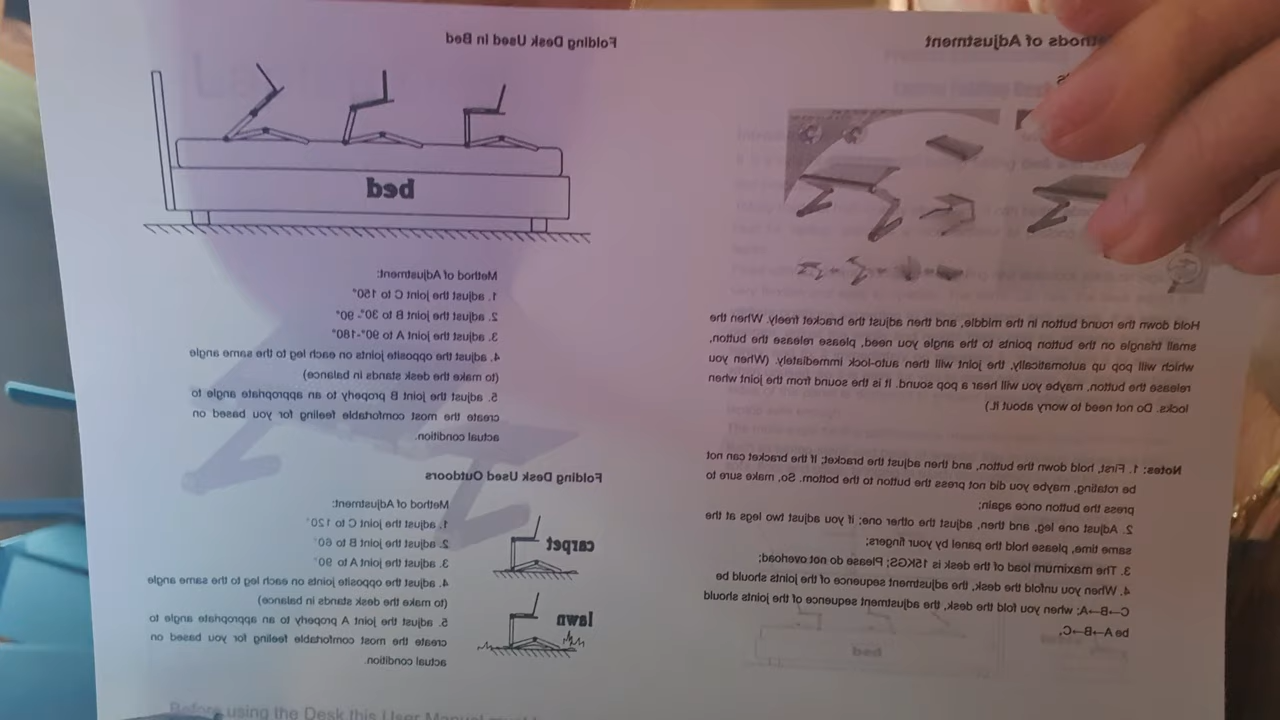 Methods of Adjustment
Hold down the round button in the middle, and then adjust the bracket freely. When the
small triangle on the button points to the angle you need, please release the button,
which will pop up automatically, the joint will then auto-lock immediately. (When you
release the button, maybe you will hear a pop sound. It is the sound from the joint when
locks. Do not need to worry about it.)
Notes: 1. First, hold down the button, and then adjust the bracket; If the bracket can not
be rotating, maybe you did not press the button to the bottom. So, make sure to
press the button once again;
2. Adjust one leg, and then, adjust the other one; if you adjust two legs at the
same time, please hold the panel by your fingers;
3. The maximum load of the desk is 15KGS; Please do not overload;
4. When you unfold the desk, the adjustment sequence of the joints should be
C→B→A; when you fold the desk, the adjustment sequence of the joints should
be A→B→C,
Folding Desk Used in Bed
bed
Method of Adjustment:
1. adjust the joint C to 150°
2. adjust the joint B to 30°- 90°
3. adjust the joint A to 90°-180°
4. adjust the opposite joints on each leg to the same angle
(to make the desk stands in balance)
5. adjust the joint B properly to an appropriate angle to
create the most comfortable feeling for you based on
actual condition.
Folding Desk Used Outdoors
carpet
lawn
Method of Adjustment:
1. adjust the joint C to 120°
2. adjust the joint B to 60°
3. adjust the joint A to 90°
4. adjust the opposite joints on each leg to the same angle
(to make the desk stands in balance)
5. adjust the joint A properly to an appropriate angle to
create the most comfortable feeling for you based on
actual condition.
Before using the Desk this User Manual